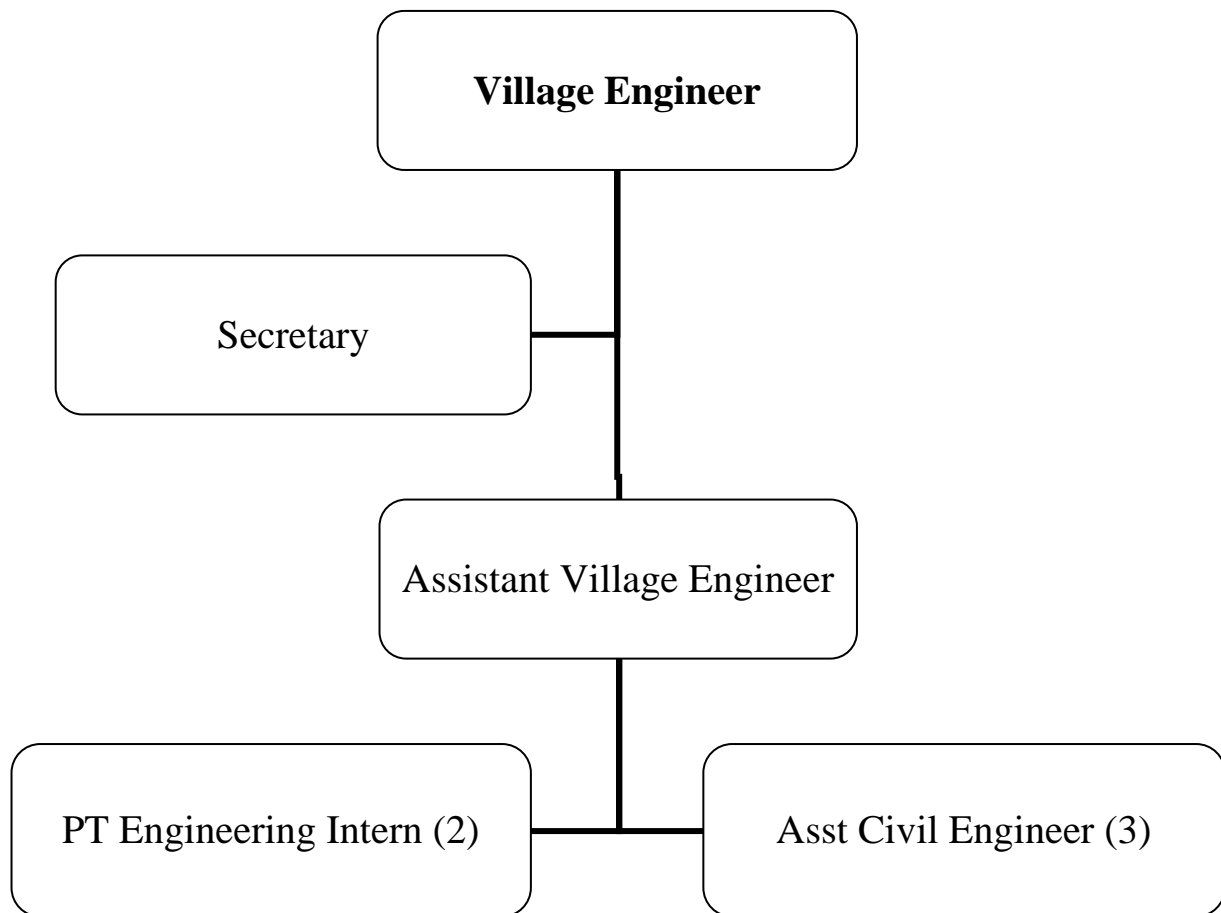 Village Engineer
Secretary
Assistant Village Engineer
PT Engineering Intern (2)
Asst Civil Engineer (3)